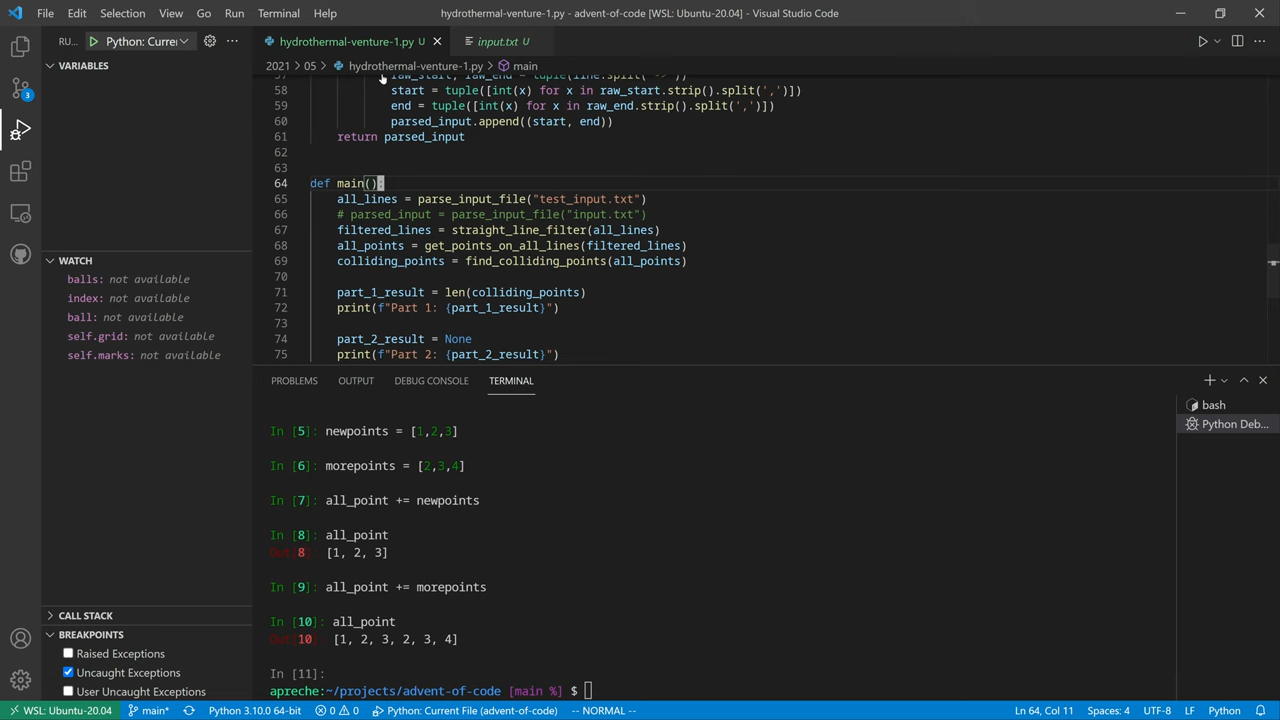 File Edit Selection View Go Run Terminal Help
hydrothermal-venture-1.py - advent-of-code [WSL: Ubuntu-20.04] - Visual Studio Code
RU... Python: Currer
hydrothermal-venture-1.py U
input.txt U
2021 > 05 > hydrothermal-venture-1.py > main
VARIABLES
WATCH
balls: not available
index: not available
ball: not available
self.grid: not available
self.marks: not available
CALL STACK
BREAKPOINTS
Raised Exceptions
Uncaught Exceptions
User Uncaught Exceptions
57 raw_start, raw_end = tuple(line.split('->'))
58 start = tuple([int(x) for x in raw_start.strip().split(',')])
59 end = tuple([int(x) for x in raw_end.strip().split(',')])
60 parsed_input.append((start, end))
61 return parsed_input
62
63
64 def main():
65 all_lines = parse_input_file("test_input.txt")
66 # parsed_input = parse_input_file("input.txt")
67 filtered_lines = straight_line_filter(all_lines)
68 all_points = get_points_on_all_lines(filtered_lines)
69 colliding_points = find_colliding_points(all_points)
70
71 part_1_result = len(colliding_points)
72 print(f"Part 1: {part_1_result}")
73
74 part_2_result = None
75 print(f"Part 2: {part_2_result}")
PROBLEMS OUTPUT DEBUG CONSOLE TERMINAL
bash
Python Deb...
In [5]: newpoints = [1,2,3]
In [6]: morepoints = [2,3,4]
In [7]: all_point += newpoints
In [8]: all_point
Out[8] [1, 2, 3]
In [9]: all_point += morepoints
In [10]: all_point
Out[10] [1, 2, 3, 2, 3, 4]
In [11]:
apreche:~/projects/advent-of-code [main %] $
3
WSL: Ubuntu-20.04 main* Python 3.10.0 64-bit 0 0 Python: Current File (advent-of-code) -- NORMAL -- Ln 64, Col 11 Spaces: 4 UTF-8 LF Python